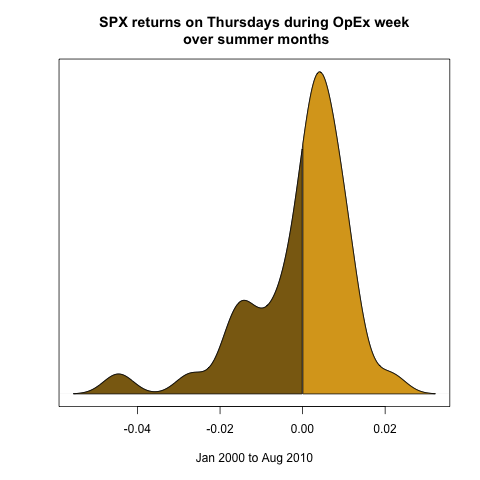 SPX returns on Thursdays during OpEx week
over summer months
-0.04 -0.02 0.00 0.02
Jan 2000 to Aug 2010